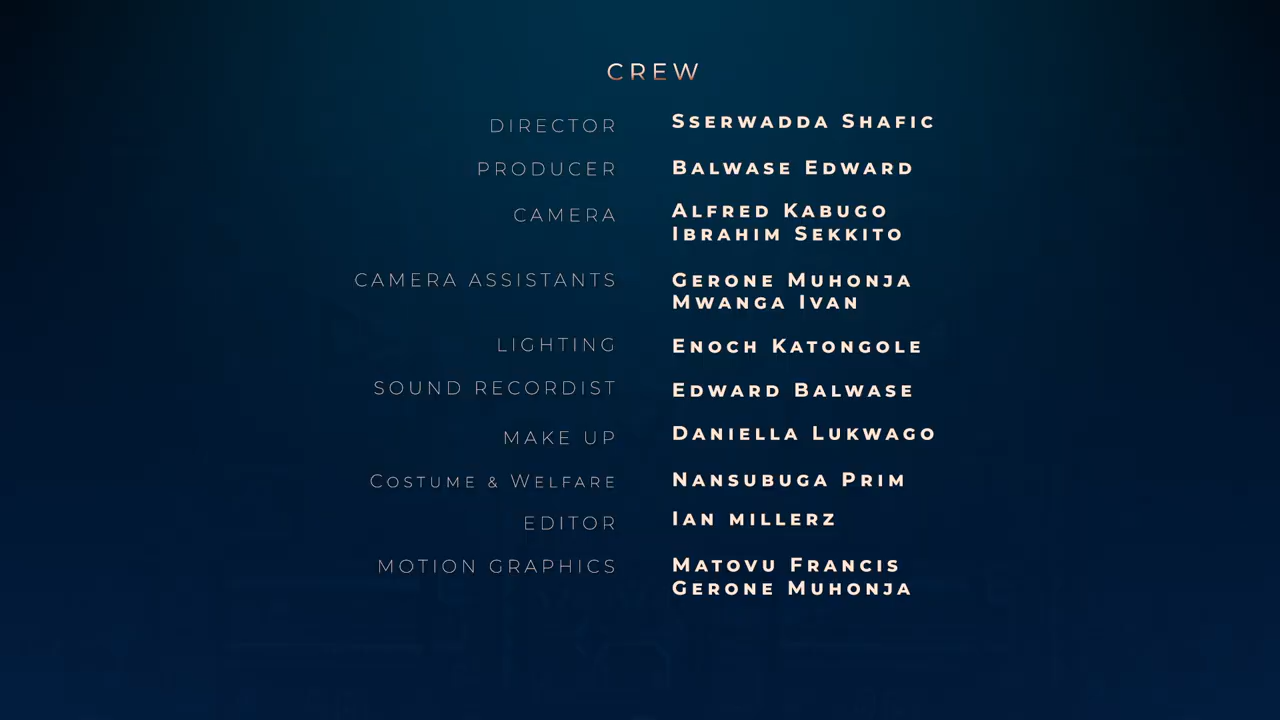 CREW
DIRECTOR Sserwadda Shafic
PRODUCER Balwase Edward
CAMERA Alfred Kabugo
Ibrahim Sekkito
CAMERA ASSISTANTS Gerone Muhonja
Mwanga Ivan
LIGHTING Enoch Katongole
SOUND RECORDIST Edward Balwase
MAKE UP Daniella Lukwago
Costume & Welfare Nansubuga Prim
EDITOR Ian millerz
MOTION GRAPHICS Matovu Francis
Gerone Muhonja